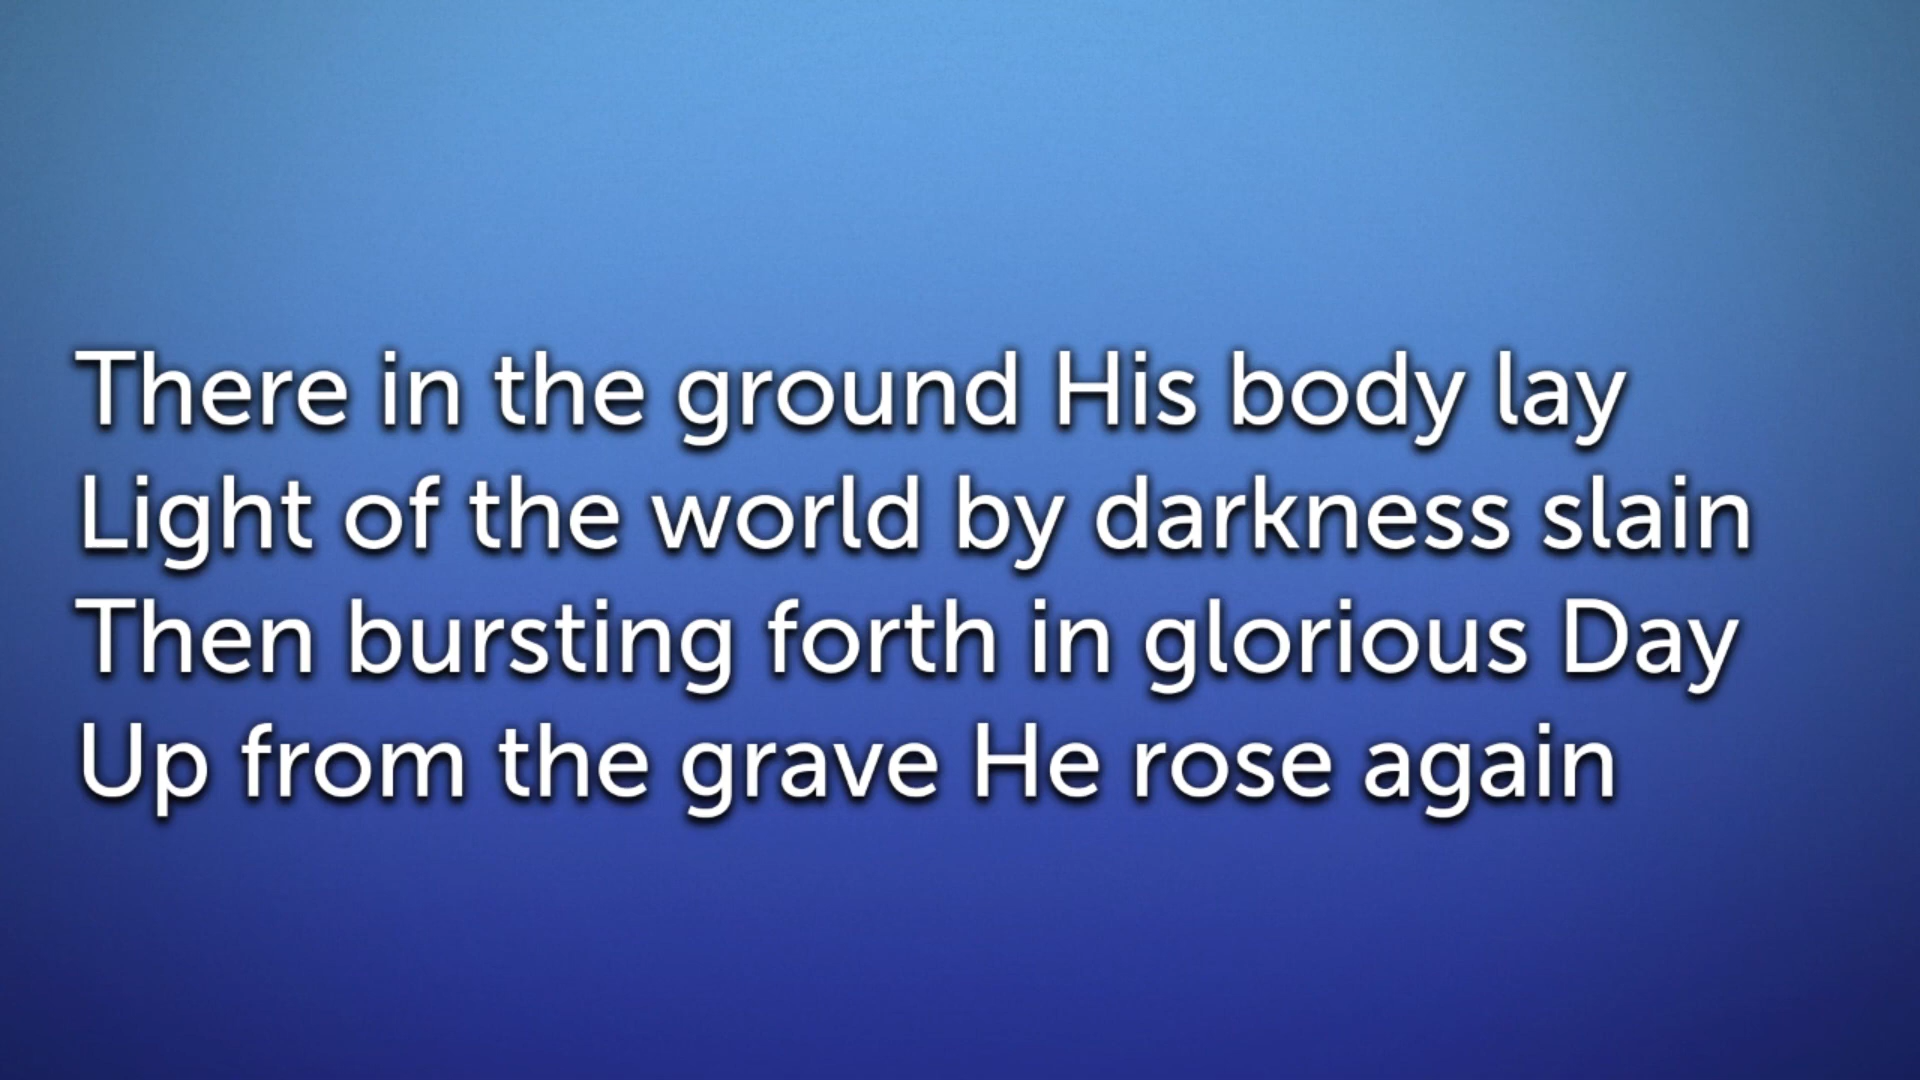 There in the ground His body lay
Light of the world by darkness slain
Then bursting forth in glorious Day
Up from the grave He rose again